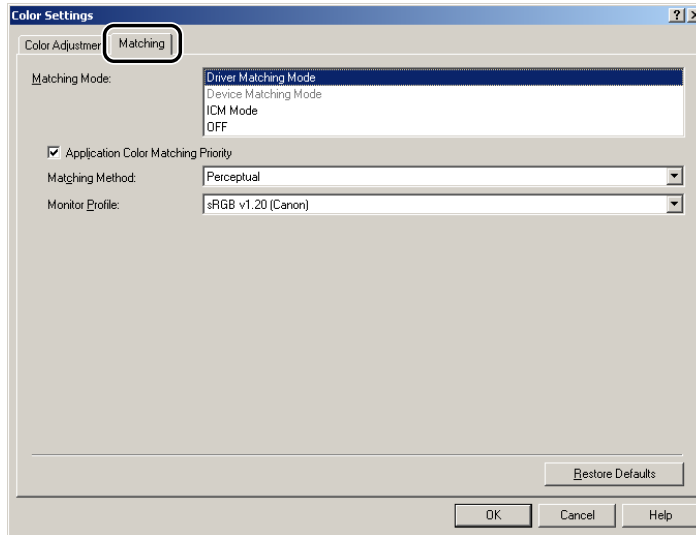 Color Settings
Color Adjustmen Matching
Matching Mode: Driver Matching Mode
Device Matching Mode
ICM Mode
OFF
Application Color Matching Priority
Matching Method: Perceptual
Monitor Profile: sRGB v1.20 (Canon)
Restore Defaults
OK Cancel Help